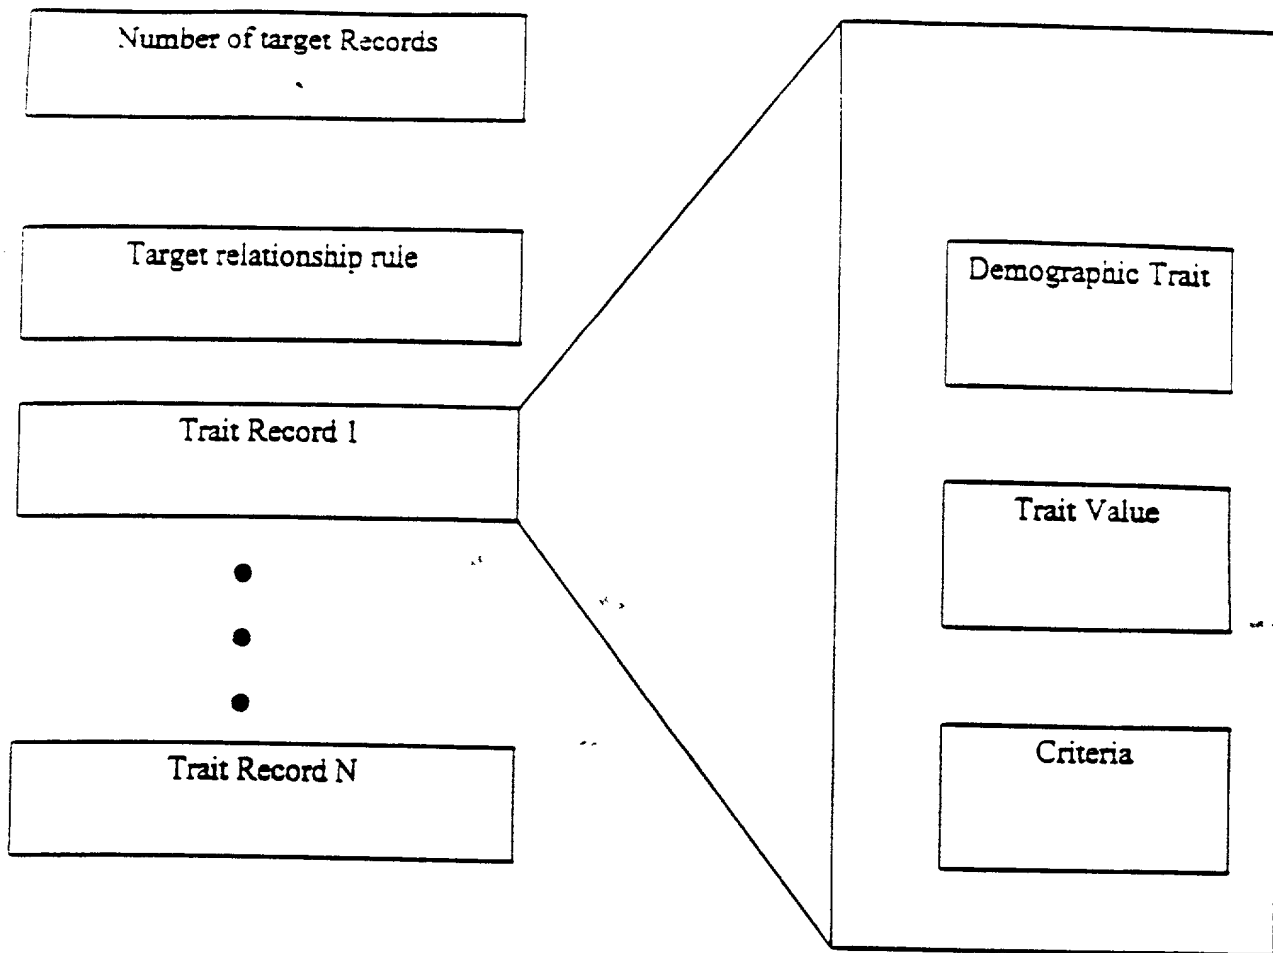 Number of target Records
Target relationship rule
Trait Record 1
Trait Record N
Demographic Trait
Trait Value
Criteria